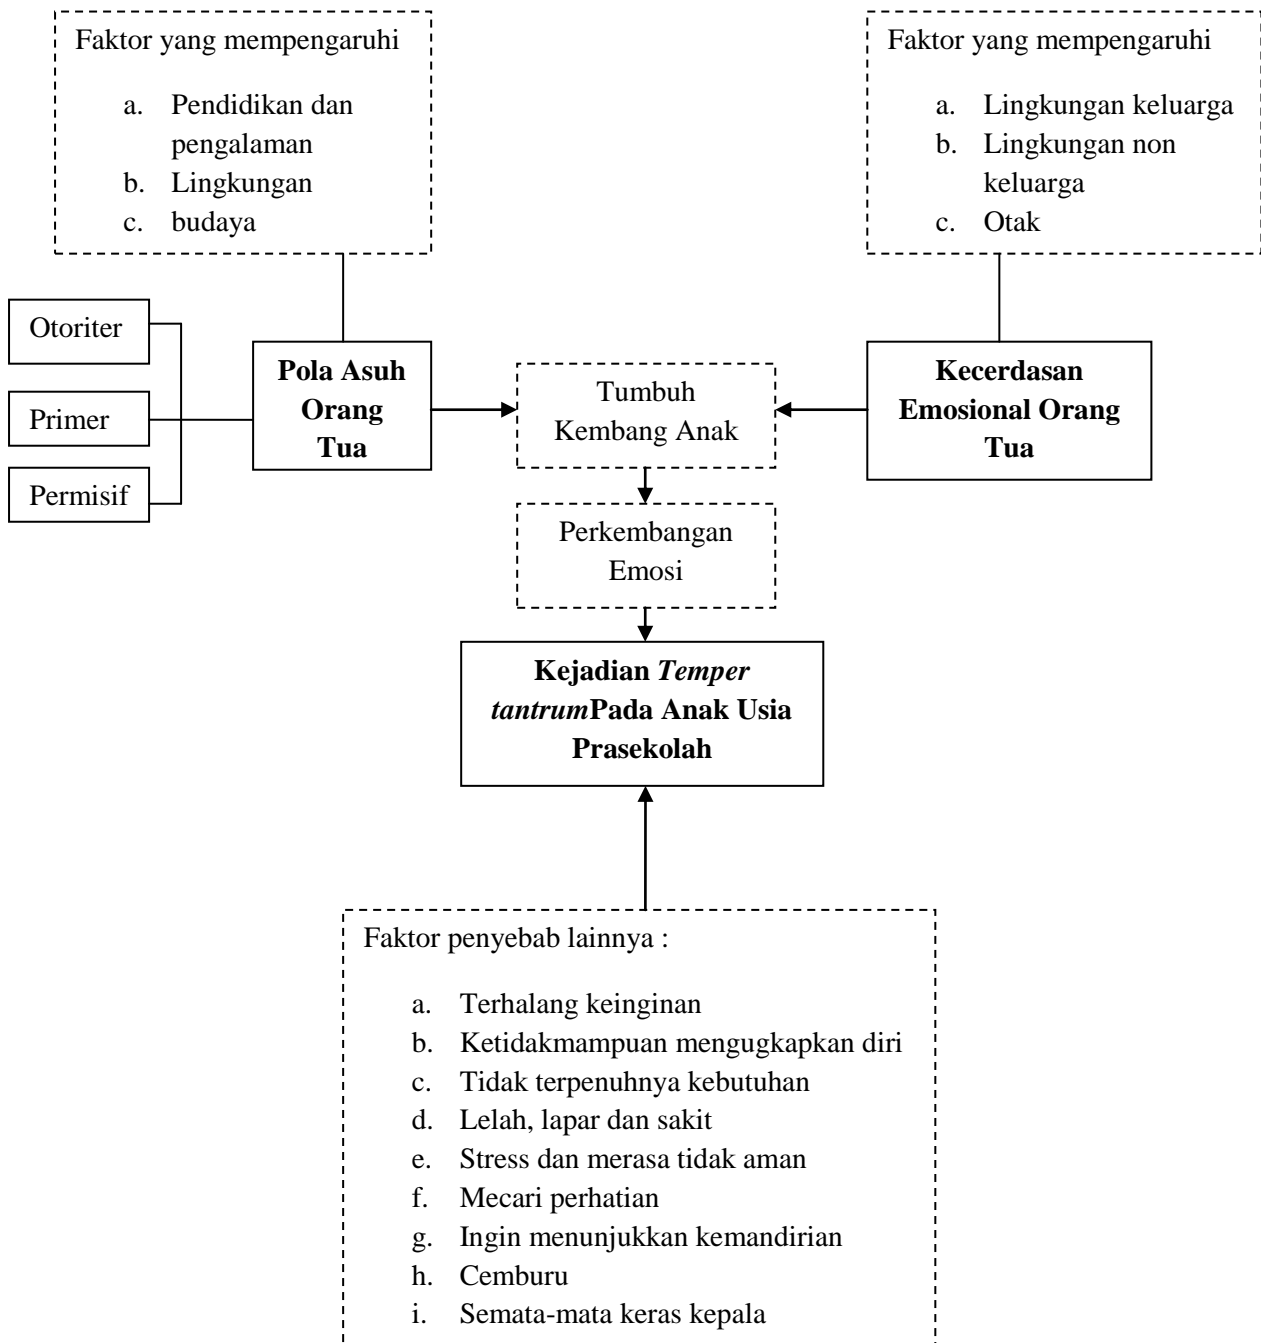 Faktor yang mempengaruhi
a. Pendidikan dan
pengalaman
b. Lingkungan
c. budaya
Faktor yang mempengaruhi
a. Lingkungan keluarga
b. Lingkungan non
keluarga
c. Otak
Otoriter
Primer
Permisif
Pola Asuh
Orang
Tua
Tumbuh
Kembang Anak
Kecerdasan
Emosional Orang
Tua
Perkembangan
Emosi
Kejadian Temper
tantrumPada Anak Usia
Prasekolah
Faktor penyebab lainnya :
a. Terhalang keinginan
b. Ketidakmampuan mengugkapkan diri
c. Tidak terpenuhnya kebutuhan
d. Lelah, lapar dan sakit
e. Stress dan merasa tidak aman
f. Mecari perhatian
g. Ingin menunjukkan kemandirian
h. Cemburu
i. Semata-mata keras kepala